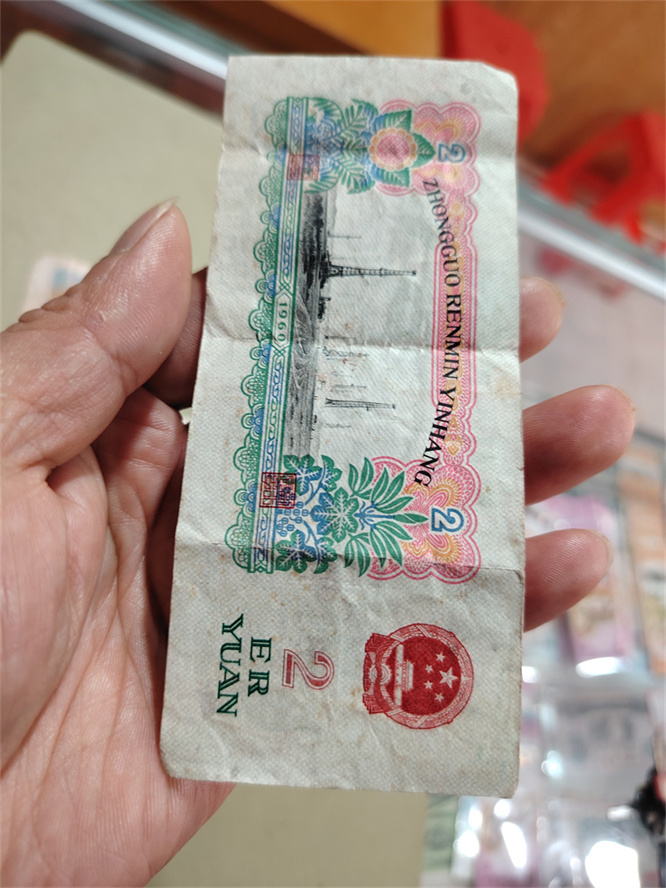 ZHONGGUO RENMIN YINHANG
2
2
1960
2
ER
YUAN